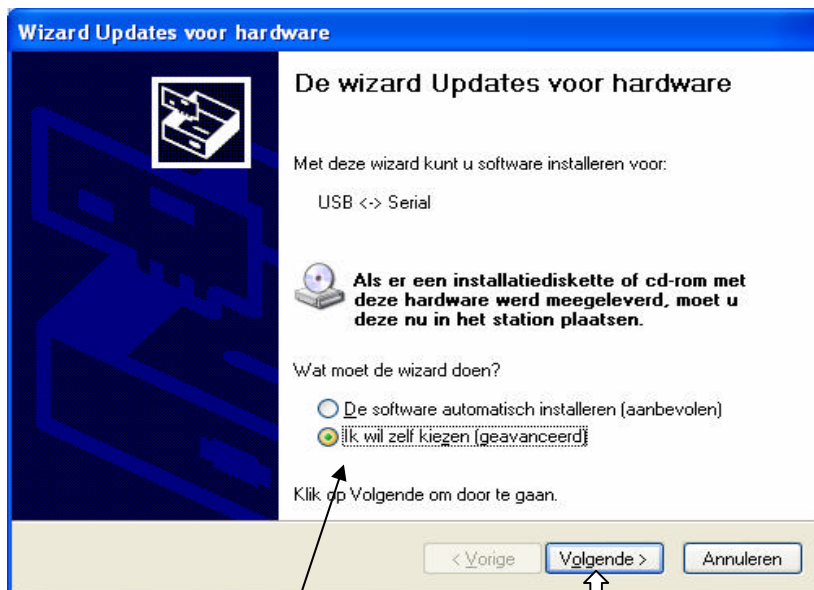 Wizard Updates voor hardware
De wizard Updates voor hardware
Met deze wizard kunt u software installeren voor:
USB <-> Serial
Als er een installatiediskette of cd-rom met
deze hardware werd meegeleverd, moet u
deze nu in het station plaatsen.
Wat moet de wizard doen?
De software automatisch installeren (aanbevolen)
Ik wil zelf kiezen (geavanceerd)
Klik op Volgende om door te gaan.
< Vorige Volgende > Annuleren